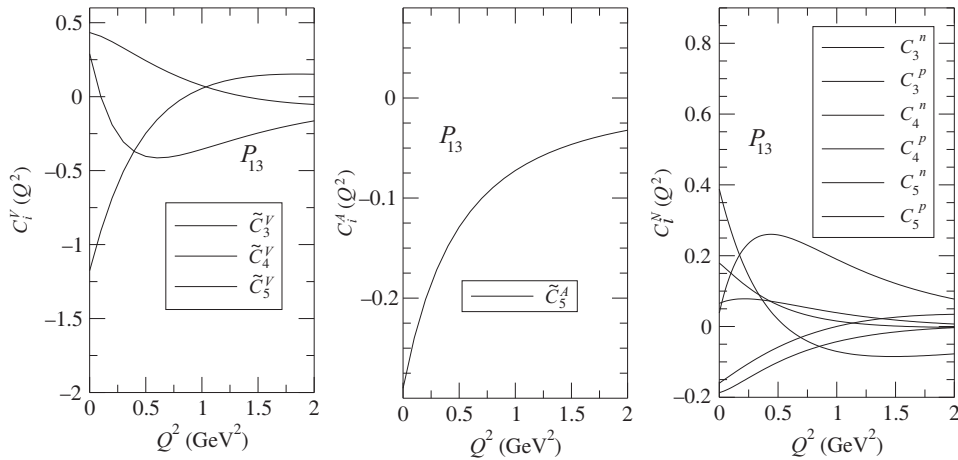 0.5
0
−0.5
−1
−1.5
−2
C_i^V(Q^2)
P_13
C̃_3^V
C̃_4^V
C̃_5^V
0 0.5 1 1.5 2
Q^2 (GeV^2)
0
−0.1
−0.2
C_i^A(Q^2)
P_13
C̃_5^A
0 0.5 1 1.5 2
Q^2 (GeV^2)
0.8
0.6
0.4
0.2
0
−0.2
C_i^N(Q^2)
C_3^n
C_3^p
C_4^n
C_4^p
C_5^n
C_5^p
P_13
0 0.5 1 1.5 2
Q^2 (GeV^2)